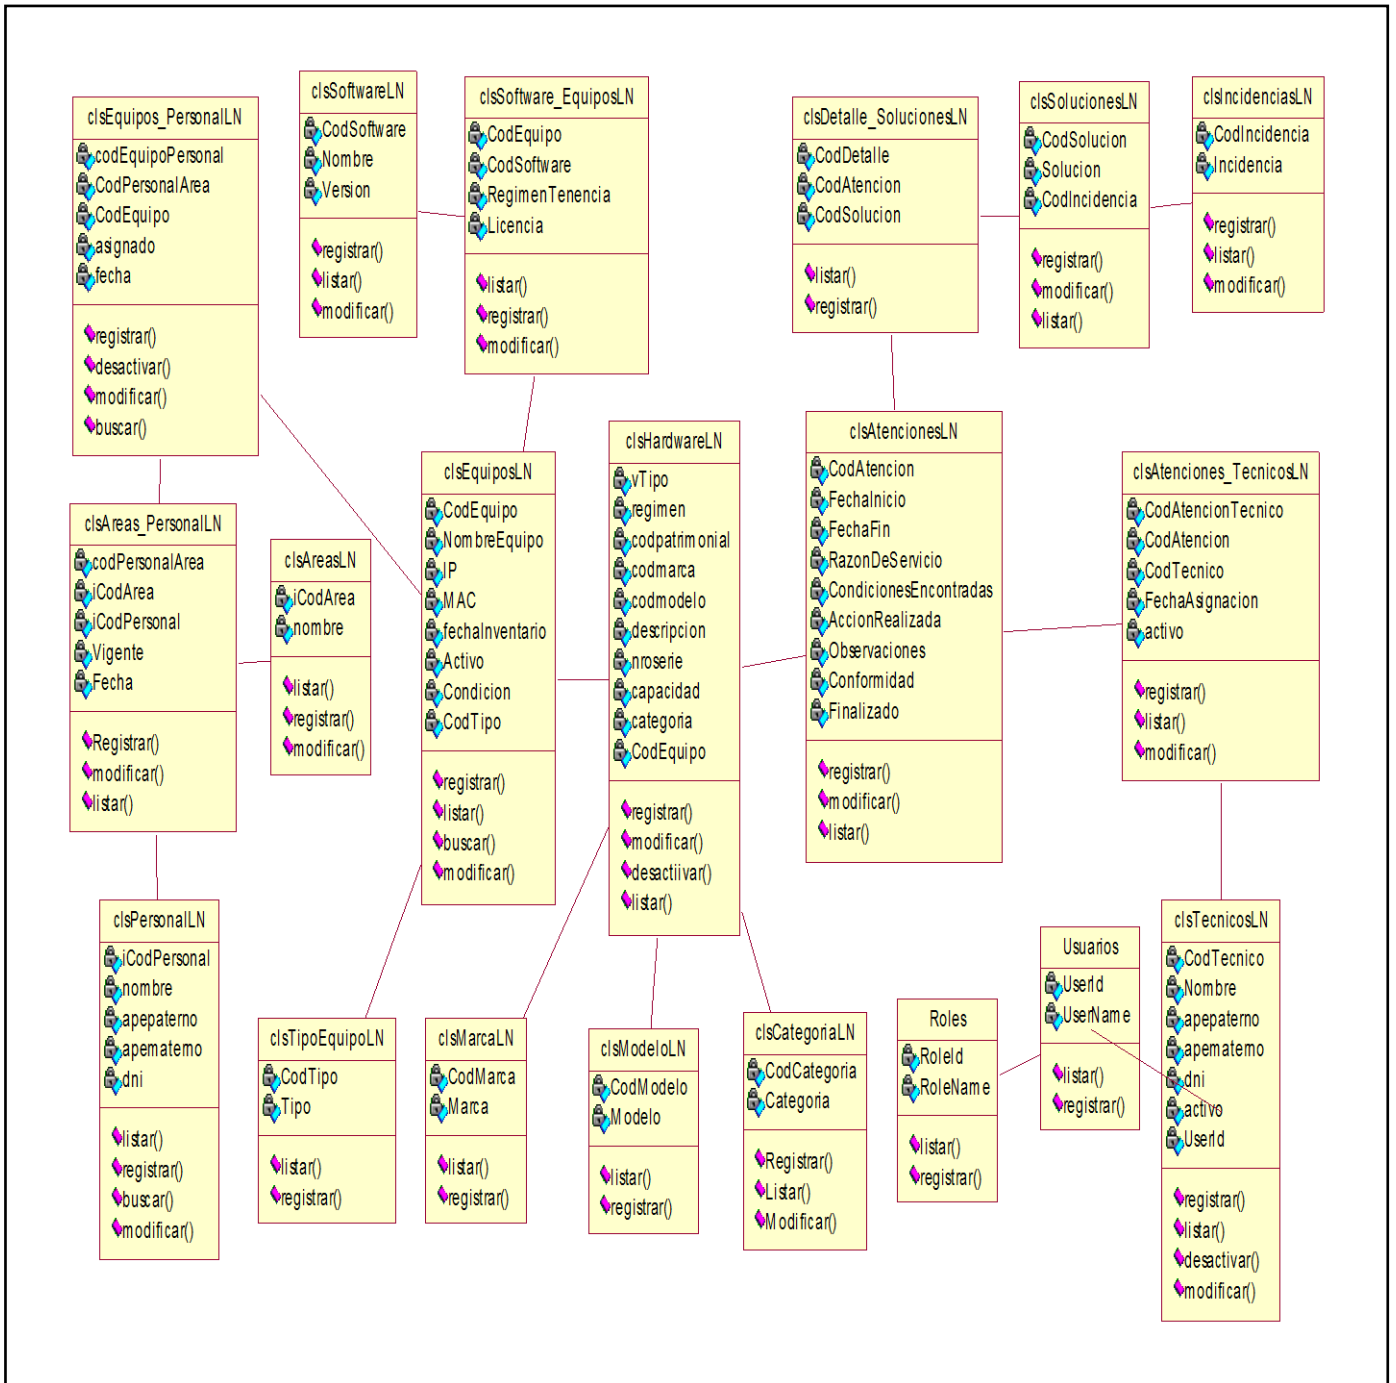 clsEquipos_PersonalLN
codEquipoPersonal
CodPersonalArea
CodEquipo
asignado
fecha
registrar()
desactivar()
modificar()
buscar()
clsSoftwareLN
CodSoftware
Nombre
Version
registrar()
listar()
modificar()
clsSoftware_EquiposLN
CodEquipo
CodSoftware
RegimenTenencia
Licencia
listar()
registrar()
modificar()
clsDetalle_SolucionesLN
CodDetalle
CodAtencion
CodSolucion
listar()
registrar()
clsSolucionesLN
CodSolucion
Solucion
CodIncidencia
registrar()
modificar()
listar()
clsIncidenciasLN
CodIncidencia
Incidencia
registrar()
listar()
modificar()
clsAreas_PersonalLN
codPersonalArea
iCodArea
iCodPersonal
Vigente
Fecha
Registrar()
modificar()
listar()
clsAreasLN
iCodArea
nombre
listar()
registrar()
modificar()
clsEquiposLN
CodEquipo
NombreEquipo
IP
MAC
fechaInventario
Activo
Condicion
CodTipo
registrar()
listar()
buscar()
modificar()
clsHardwareLN
vTipo
regimen
codpatrimonial
codmarca
codmodelo
descripcion
nroserie
capacidad
categoria
CodEquipo
registrar()
modificar()
desactiivar()
listar()
clsAtencionesLN
CodAtencion
FechaInicio
FechaFin
RazonDeServicio
CondicionesEncontradas
AccionRealizada
Observaciones
Conformidad
Finalizado
registrar()
modificar()
listar()
clsAtenciones_TecnicosLN
CodAtencionTecnico
CodAtencion
CodTecnico
FechaAsignacion
activo
registrar()
listar()
modificar()
clsPersonalLN
iCodPersonal
nombre
apepaterno
apematerno
dni
listar()
registrar()
buscar()
modificar()
clsTipoEquipoLN
CodTipo
Tipo
listar()
registrar()
clsMarcaLN
CodMarca
Marca
listar()
registrar()
clsModeloLN
CodModelo
Modelo
listar()
registrar()
clsCategoriaLN
CodCategoria
Categoria
Registrar()
Listar()
Modificar()
Roles
RoleId
RoleName
listar()
registrar()
Usuarios
UserId
UserName
listar()
registrar()
clsTecnicosLN
CodTecnico
Nombre
apepaterno
apematerno
dni
activo
UserId
registrar()
listar()
desactivar()
modificar()